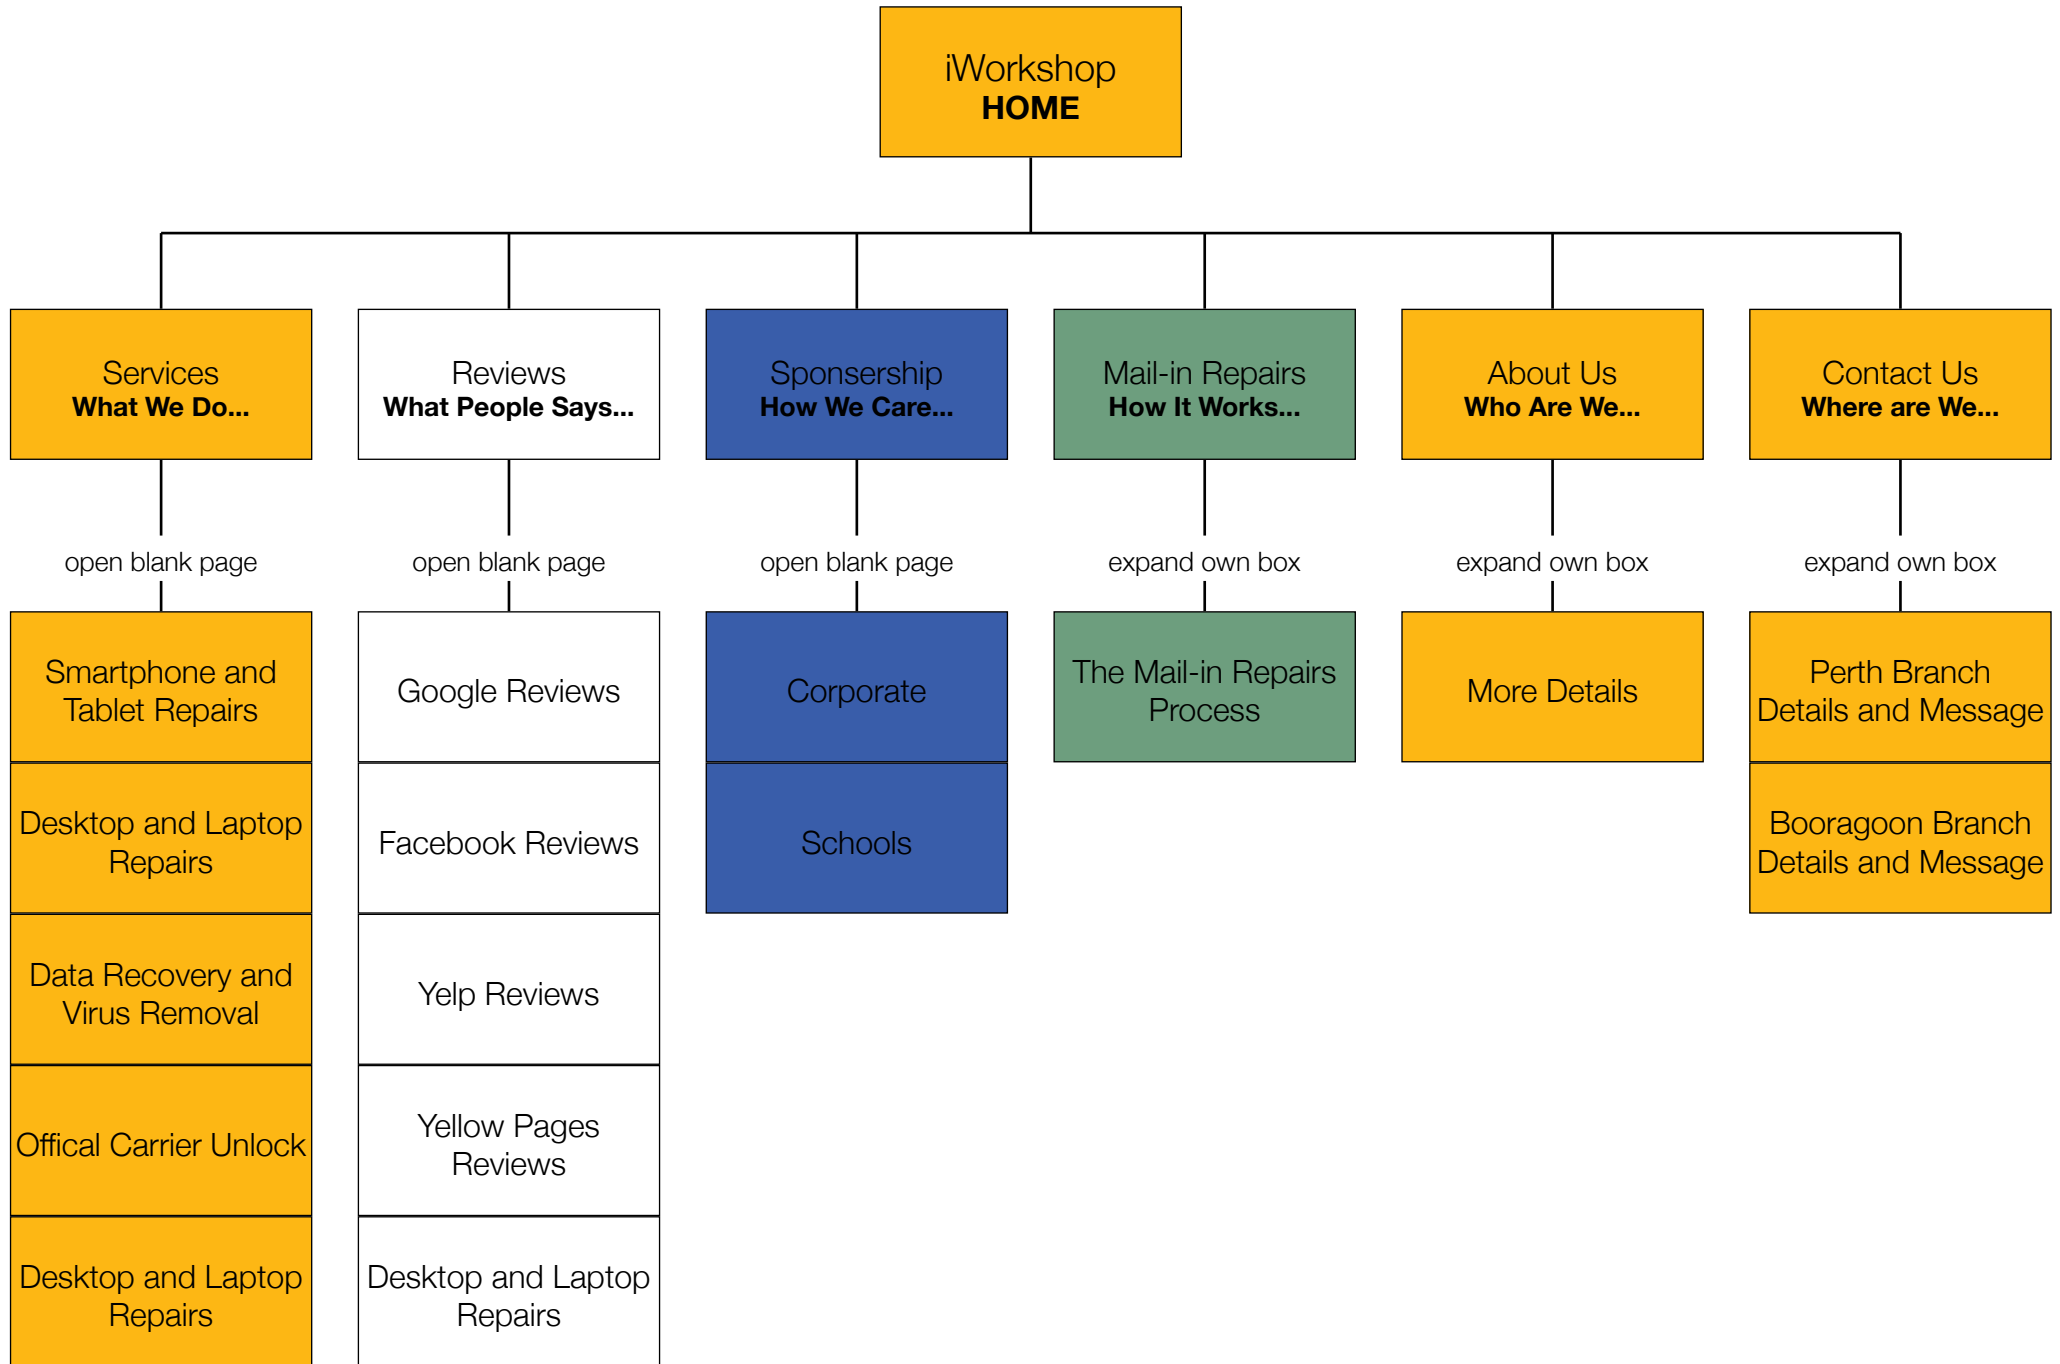 iWorkshop
HOME
Services
What We Do...
Reviews
What People Says...
Sponsership
How We Care...
Mail-in Repairs
How It Works...
About Us
Who Are We...
Contact Us
Where are We...
open blank page
open blank page
open blank page
expand own box
expand own box
expand own box
Smartphone and
Tablet Repairs
Desktop and Laptop
Repairs
Data Recovery and
Virus Removal
Offical Carrier Unlock
Desktop and Laptop
Repairs
Google Reviews
Facebook Reviews
Yelp Reviews
Yellow Pages
Reviews
Desktop and Laptop
Repairs
Corporate
Schools
The Mail-in Repairs
Process
More Details
Perth Branch
Details and Message
Booragoon Branch
Details and Message